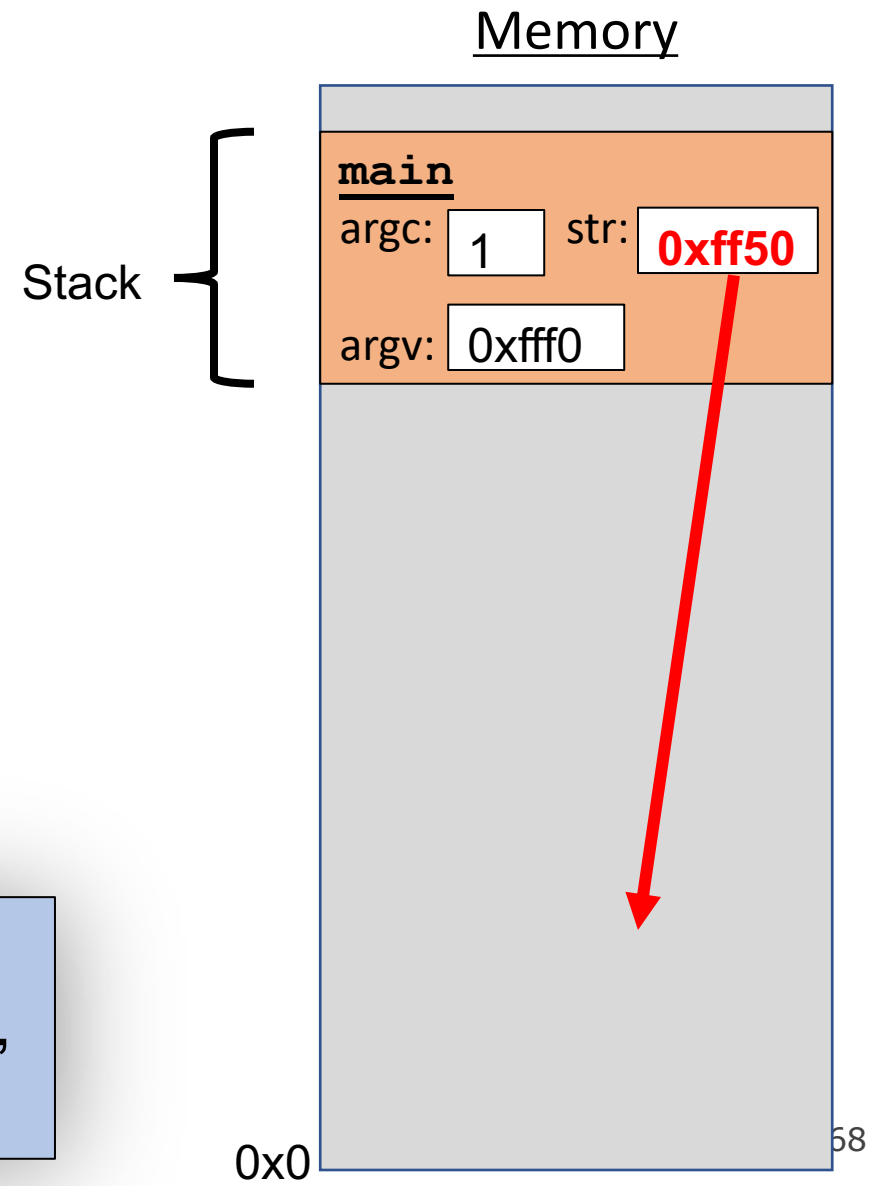 Memory
main
argc: 1 str: 0xff50
Stack
argv: 0xfff0
,
0x0
68